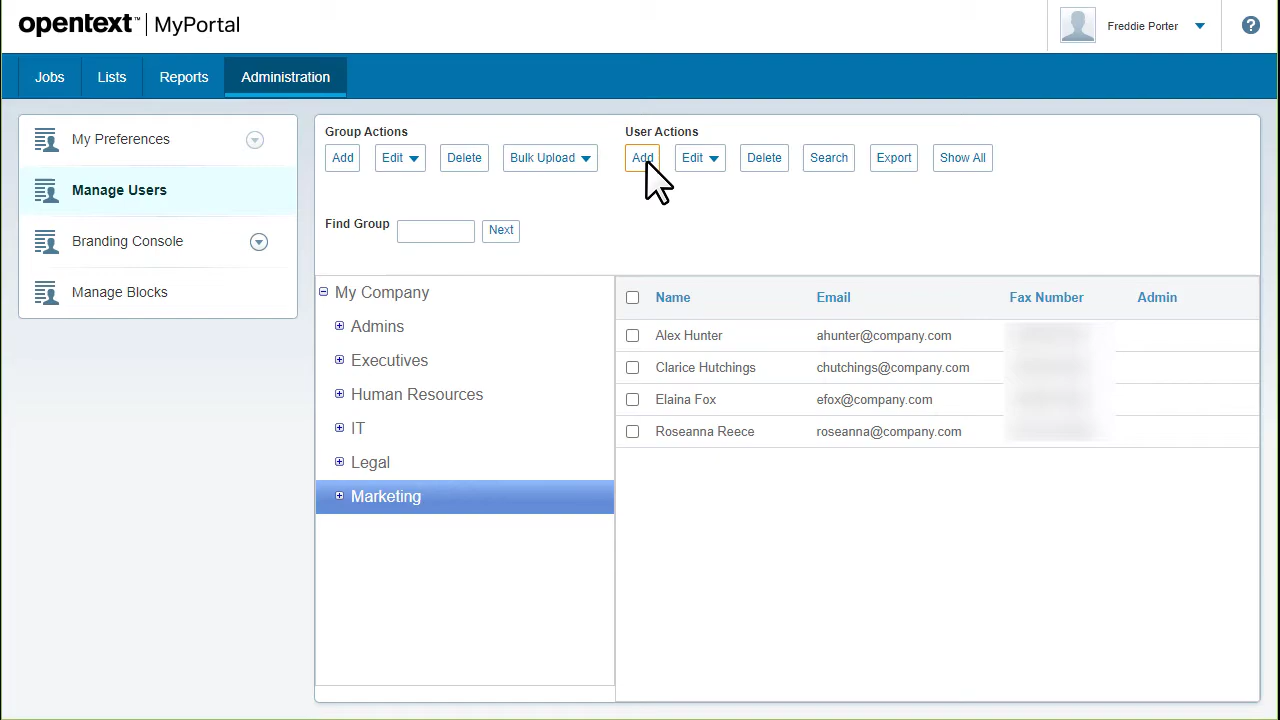 opentext™ | MyPortal
Freddie Porter
?
Jobs Lists Reports Administration
My Preferences
Manage Users
Branding Console
Manage Blocks
Group Actions
Add Edit Delete Bulk Upload
User Actions
Add Edit Delete Search Export Show All
Find Group Next
My Company
Admins
Executives
Human Resources
IT
Legal
Marketing
Name Email Fax Number Admin
Alex Hunter ahunter@company.com
Clarice Hutchings chutchings@company.com
Elaina Fox efox@company.com
Roseanna Reece roseanna@company.com